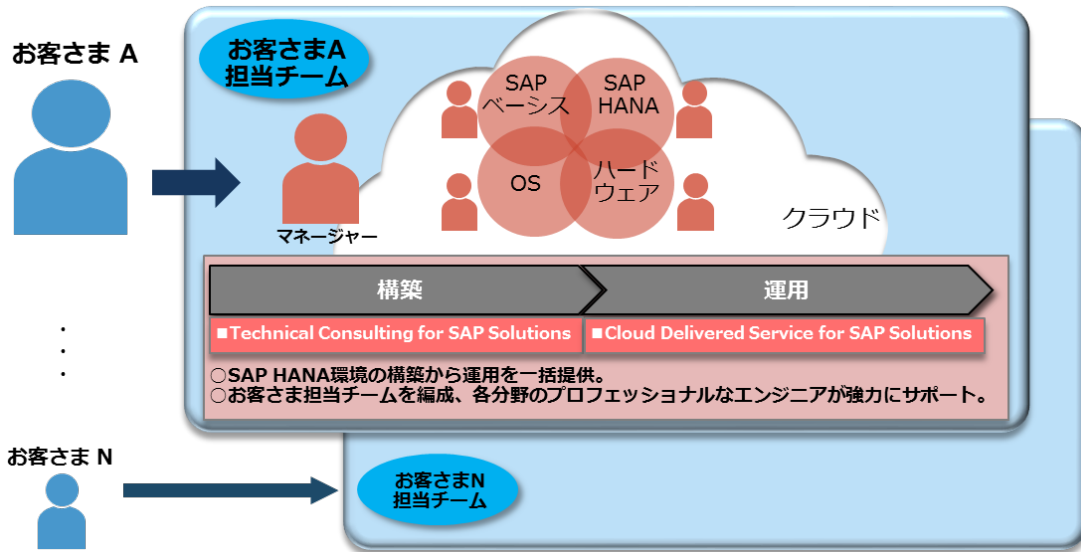 お客さま A
お客さまA
担当チーム
SAP
ベーシス
SAP
HANA
OS
ハード
ウェア
マネージャー
クラウド
構築
運用
■Technical Consulting for SAP Solutions
■Cloud Delivered Service for SAP Solutions
○SAP HANA環境の構築から運用を一括提供。
○お客さま担当チームを編成、各分野のプロフェッショナルなエンジニアが強力にサポート。
お客さま N
お客さまN
担当チーム